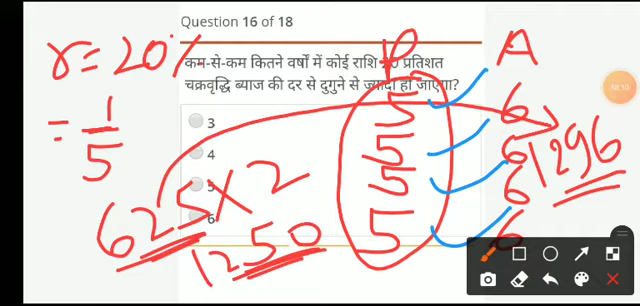 Question 16 of 18
कम-से-कम कितने वर्षों में कोई राशि 20 प्रतिशत
चक्रवृद्धि ब्याज की दर से दुगुने से ज्यादा हो जाएगा?
3
4
5
6
r = 20%
= 1/5
P A
5 6
5 6
5 6
5 6
625 × 2
1250
1296